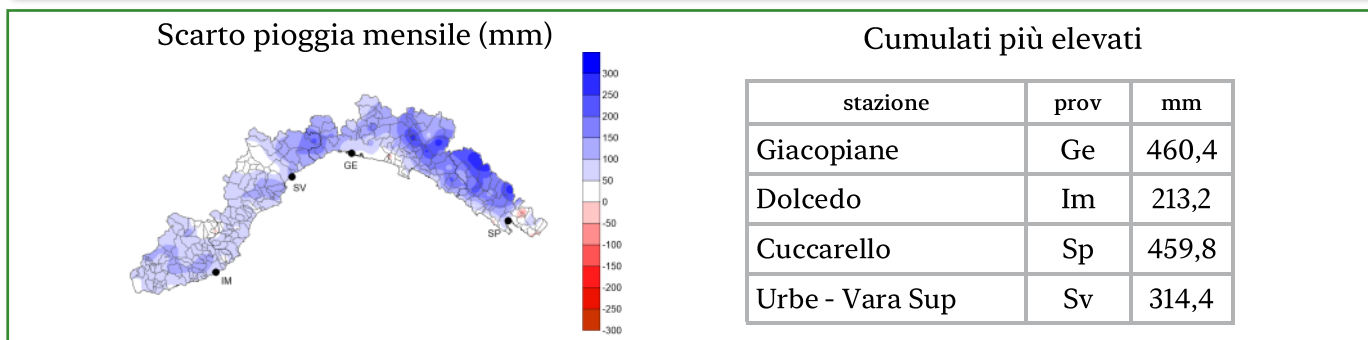 Scarto pioggia mensile (mm)
300
250
200
150
100
50
0
-50
-100
-150
-200
-250
-300
GE
SV
SP
IM
Cumulati più elevati
stazione prov mm
Giacopiane Ge 460,4
Dolcedo Im 213,2
Cuccarello Sp 459,8
Urbe - Vara Sup Sv 314,4